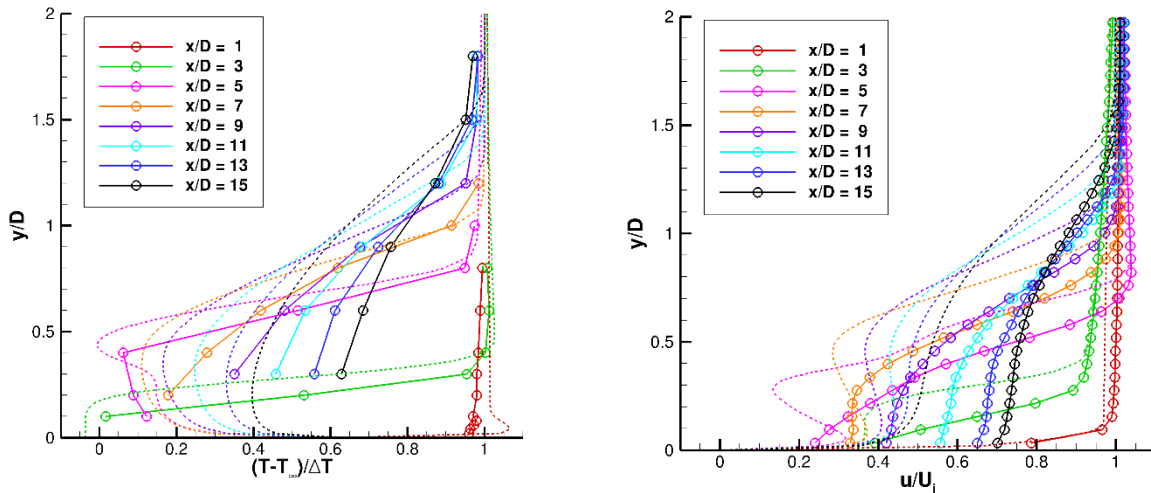 2
1.5
1
0.5
0
y/D
x/D = 1
x/D = 3
x/D = 5
x/D = 7
x/D = 9
x/D = 11
x/D = 13
x/D = 15
0 0.2 0.4 0.6 0.8 1
(T-T∞)/ΔT
2
1.5
1
0.5
0
y/D
x/D = 1
x/D = 3
x/D = 5
x/D = 7
x/D = 9
x/D = 11
x/D = 13
x/D = 15
0 0.2 0.4 0.6 0.8 1
u/Uj